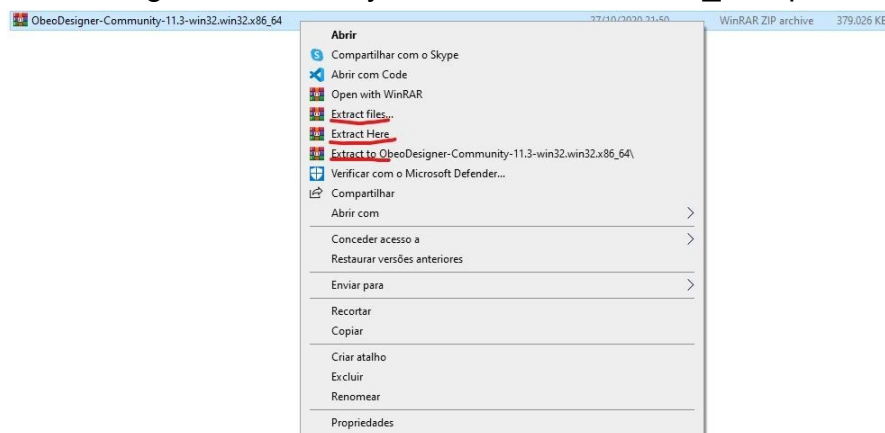 ObeoDesigner-Community-11.3-win32.win32.x86_64 27/10/2020 21:50 WinRAR ZIP archive 379.026 KB
Abrir
Compartilhar com o Skype
Abrir com Code
Open with WinRAR
Extract files...
Extract Here
Extract to ObeoDesigner-Community-11.3-win32.win32.x86_64\
Verificar com o Microsoft Defender...
Compartilhar
Abrir com
Conceder acesso a
Restaurar versões anteriores
Enviar para
Recortar
Copiar
Criar atalho
Excluir
Renomear
Propriedades